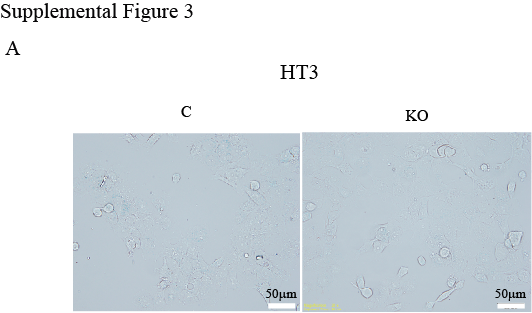 Supplemental Figure 3
A
HT3
C
KO
50μm
50μm